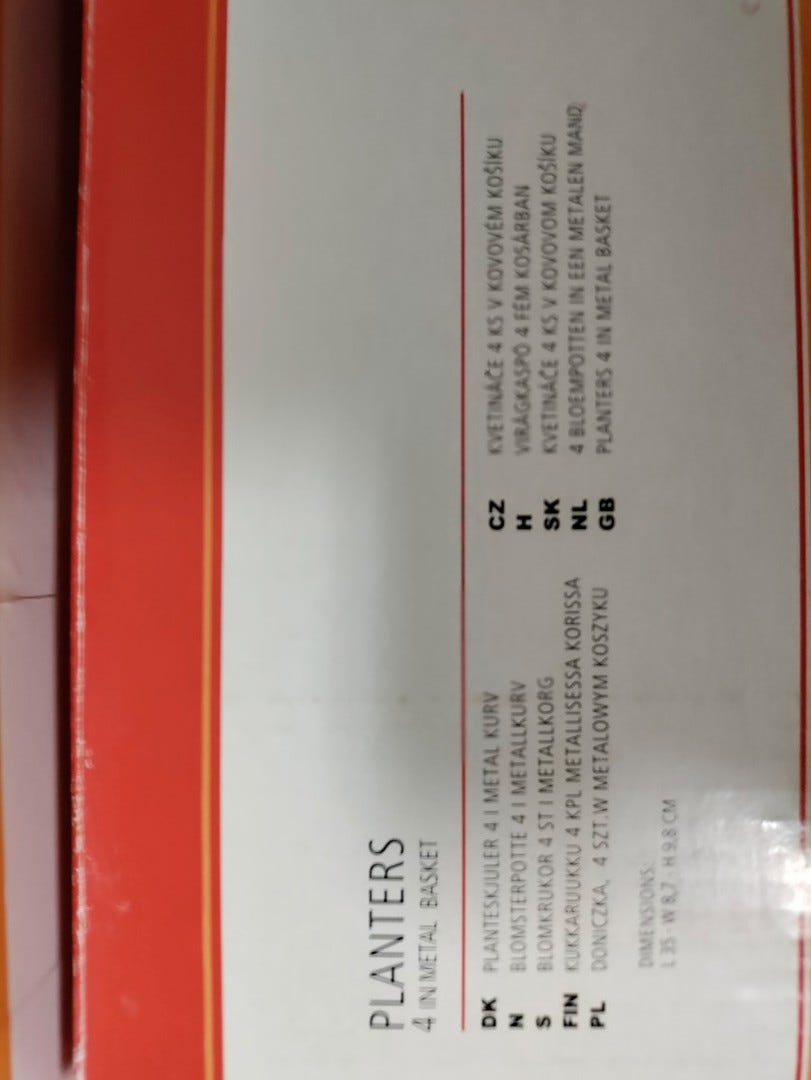 PLANTERS
4 IN METAL BASKET
DK PLANTESKJULER 4 I METAL KURV
N BLOMSTERPOTTE 4 I METALLKURV
S BLOMKRUKOR 4 ST I METALLKORG
FIN KUKKARUUKKU 4 KPL METALLISESSA KORISSA
PL DONICZKA, 4 SZT.W METALOWYM KOSZYKU
CZ KVETINÁČE 4 KS V KOVOVÉM KOŠÍKU
H VIRÁGKASPÓ 4 FÉM KOSÁRBAN
SK KVETINÁČE 4 KS V KOVOVOM KOŠÍKU
NL 4 BLOEMPOTTEN IN EEN METALEN MAND
GB PLANTERS 4 IN METAL BASKET
DIMENSIONS:
L 35 - W 8,7 - H 9,8 CM